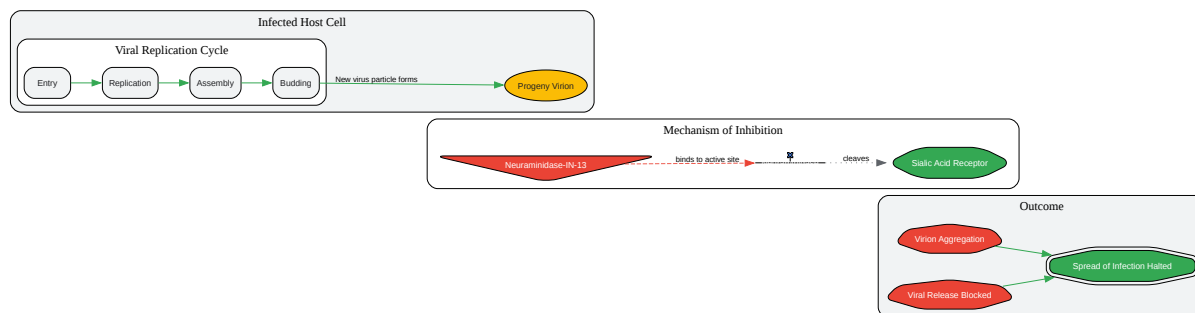 Infected Host Cell
Viral Replication Cycle
Entry
Replication
Assembly
Budding
New virus particle forms
Progeny Virion
Mechanism of Inhibition
Neuraminidase-IN-13
binds to active site
cleaves
Sialic Acid Receptor
Outcome
Virion Aggregation
Spread of Infection Halted
Viral Release Blocked